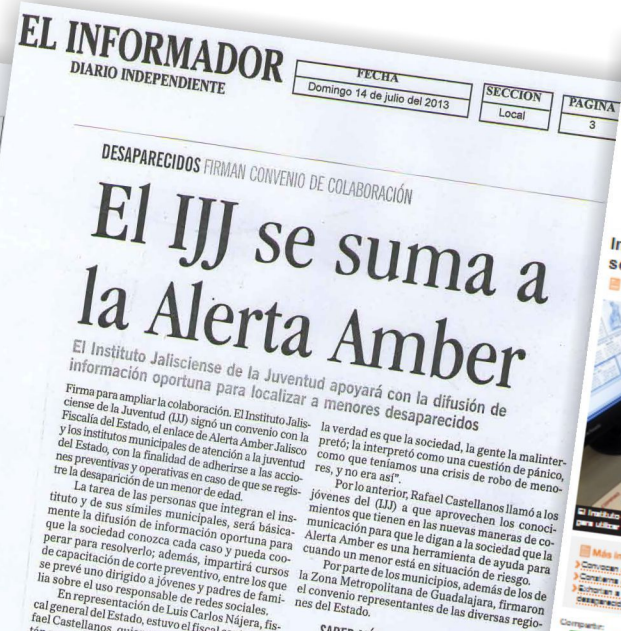 EL INFORMADOR
DIARIO INDEPENDIENTE
FECHA
Domingo 14 de julio del 2013
SECCION
Local
PAGINA
3
DESAPARECIDOS FIRMAN CONVENIO DE COLABORACIÓN
El IJJ se suma a
la Alerta Amber
El Instituto Jalisciense de la Juventud apoyará con la difusión de
información oportuna para localizar a menores desaparecidos
Firma para ampliar la colaboración. El Instituto Jalis-
ciense de la Juventud (IJJ) signó un convenio con la
Fiscalía del Estado, el enlace de Alerta Amber Jalisco
y los institutos municipales de atención a la juventud
del Estado, con la finalidad de adherirse a las accio-
nes preventivas y operativas en caso de que se regis-
tre la desaparición de un menor de edad.
La tarea de las personas que integran el ins-
tituto y de sus símiles municipales, será básica-
mente la difusión de información oportuna para
que la sociedad conozca cada caso y pueda coo-
perar para resolverlo; además, impartirá cursos
de capacitación de corte preventivo, entre los que
se prevé uno dirigido a jóvenes y padres de fami-
lia sobre el uso responsable de redes sociales.
En representación de Luis Carlos Nájera, fis-
cal general del Estado, estuvo el fiscal
fael Castellanos,
la verdad es que la sociedad, la gente la malinter-
pretó; la interpretó como una cuestión de pánico,
como que teníamos una crisis de robo de meno-
res, y no era así".
Por lo anterior, Rafael Castellanos llamó a los
jóvenes del (IJJ) a que aprovechen los conoci-
mientos que tienen en las nuevas maneras de co-
municación para que le digan a la sociedad que la
Alerta Amber es una herramienta de ayuda para
cuando un menor está en situación de riesgo.
Por parte de los municipios, además de los de
la Zona Metropolitana de Guadalajara, firmaron
el convenio representantes de las diversas regio-
nes del Estado.
El Instituto
para utilizar
Más
Compartir: